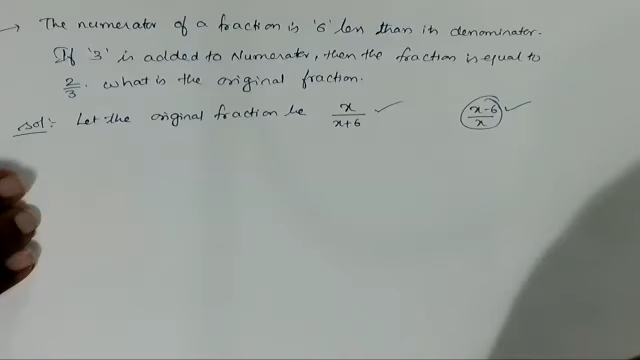 → The numerator of a fraction is '6' less than its denominator.
If '3' is added to Numerator, then the fraction is equal to
2/3. what is the original fraction.
Sol:- Let the original fraction be x/(x+6) ✓ (x-6)/x ✓